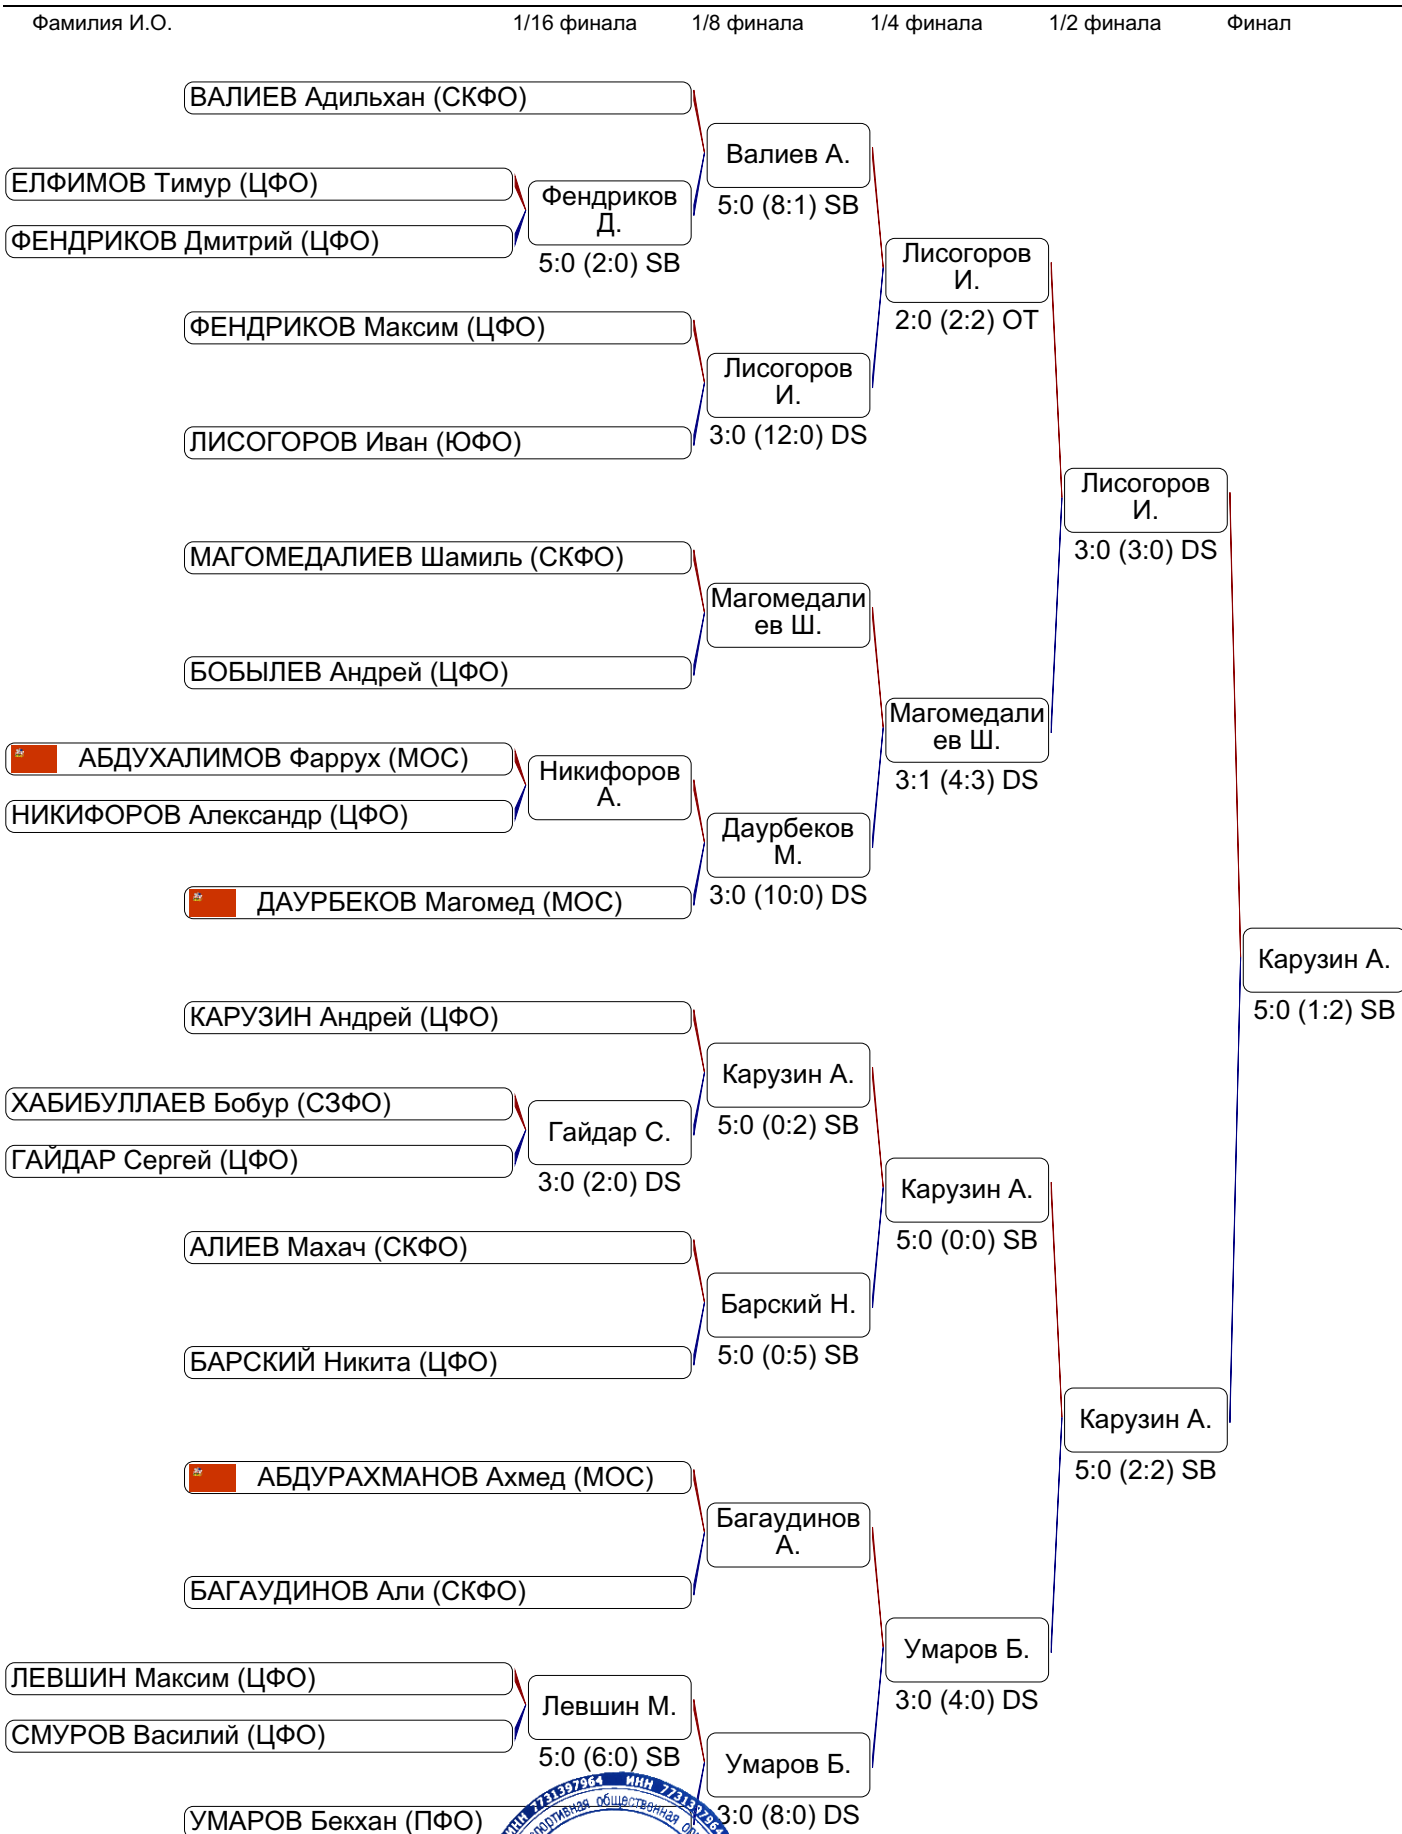 Фамилия И.О. 1/16 финала 1/8 финала 1/4 финала 1/2 финала Финал
ВАЛИЕВ Адильхан (СКФО)
Валиев А.
5:0 (8:1) SB
ЕЛФИМОВ Тимур (ЦФО)
ФЕНДРИКОВ Дмитрий (ЦФО)
Фендриков
Д.
5:0 (2:0) SB
Лисогоров
И.
2:0 (2:2) OT
ФЕНДРИКОВ Максим (ЦФО)
Лисогоров
И.
3:0 (12:0) DS
ЛИСОГОРОВ Иван (ЮФО)
Лисогоров
И.
3:0 (3:0) DS
МАГОМЕДАЛИЕВ Шамиль (СКФО)
Магомедали
ев Ш.
БОБЫЛЕВ Андрей (ЦФО)
Магомедали
ев Ш.
3:1 (4:3) DS
АБДУХАЛИМОВ Фаррух (МОС)
НИКИФОРОВ Александр (ЦФО)
Никифоров
А.
Даурбеков
М.
3:0 (10:0) DS
ДАУРБЕКОВ Магомед (МОС)
Карузин А.
5:0 (1:2) SB
КАРУЗИН Андрей (ЦФО)
Карузин А.
5:0 (0:2) SB
ХАБИБУЛЛАЕВ Бобур (СЗФО)
ГАЙДАР Сергей (ЦФО)
Гайдар С.
3:0 (2:0) DS
Карузин А.
5:0 (0:0) SB
АЛИЕВ Махач (СКФО)
Барский Н.
5:0 (0:5) SB
БАРСКИЙ Никита (ЦФО)
Карузин А.
5:0 (2:2) SB
АБДУРАХМАНОВ Ахмед (МОС)
Багаудинов
А.
БАГАУДИНОВ Али (СКФО)
Умаров Б.
3:0 (4:0) DS
ЛЕВШИН Максим (ЦФО)
СМУРОВ Василий (ЦФО)
Левшин М.
5:0 (6:0) SB
Умаров Б.
3:0 (8:0) DS
УМАРОВ Бекхан (ПФО)
ИНН 7731397964 ИНН 7731397964
общественная